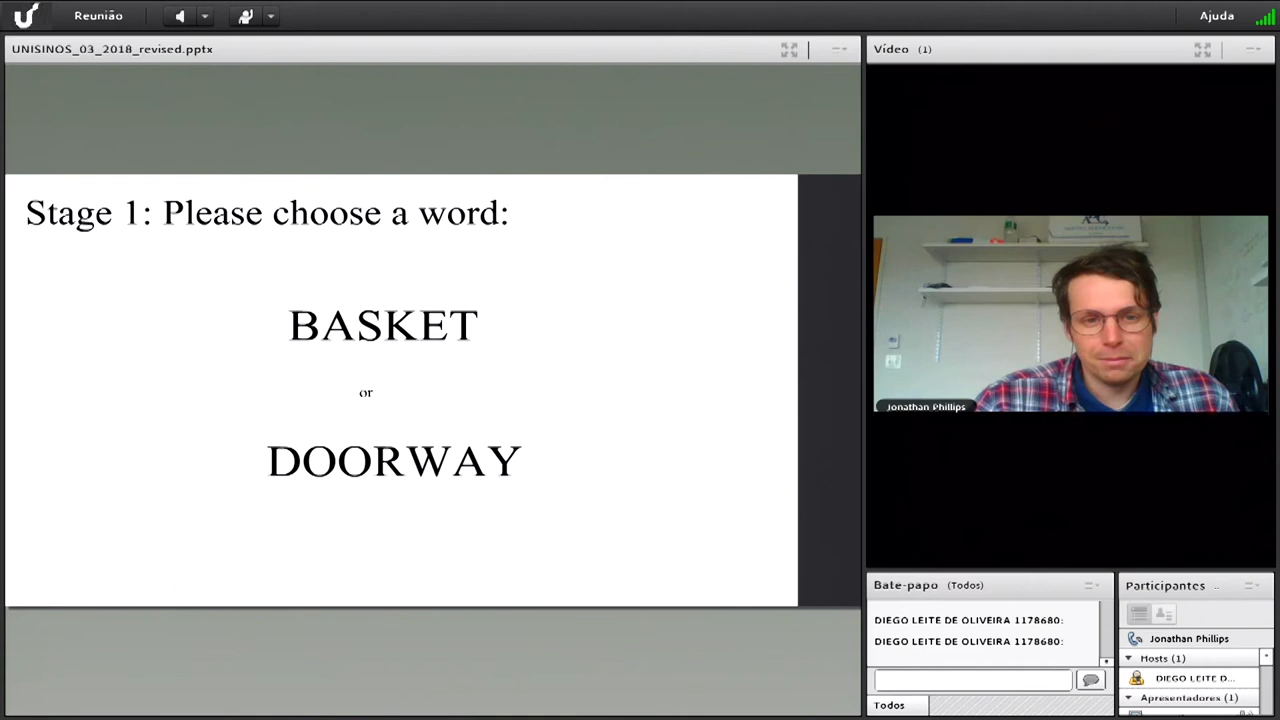 Reunião
Ajuda
UNISINOS_03_2018_revised.pptx
Stage 1: Please choose a word:
BASKET
or
DOORWAY
Vídeo (1)
Jonathan Phillips
Bate-papo (Todos)
DIEGO LEITE DE OLIVEIRA 1178680:
DIEGO LEITE DE OLIVEIRA 1178680:
Todos
Participantes ..
Jonathan Phillips
Hosts (1)
DIEGO LEITE D...
Apresentadores (1)